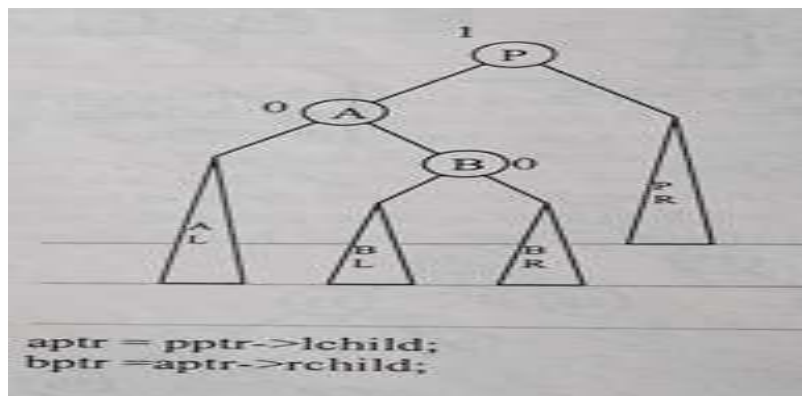 1
P
0 A
B 0
A
L
B
L
B
R
P
R
aptr = pptr->lchild;
bptr =aptr->rchild;